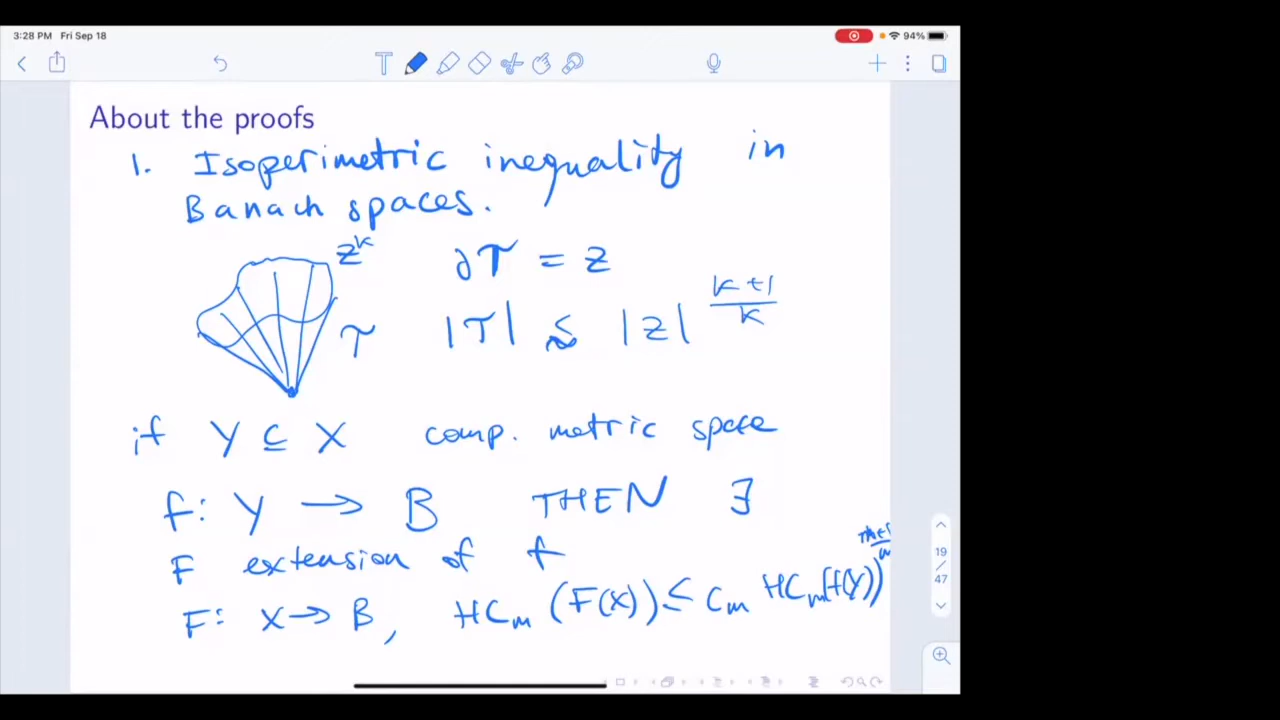 3:28 PM Fri Sep 18
94%
About the proofs
1. Isoperimetric inequality in
Banach spaces.
z^k
∂T = z
T |T| ≲ |z|^{\frac{k+1}{k}}
if Y ⊆ X comp. metric space
f: Y → B THEN ∃
F extension of f
F: X → B, HC_m (F(X)) ≤ C_m HC_m(f(Y))
19
/
47